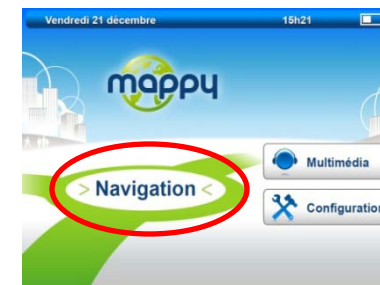 Vendredi 21 décembre 15h21
mappy
Multimédia
> Navigation <
Configuration